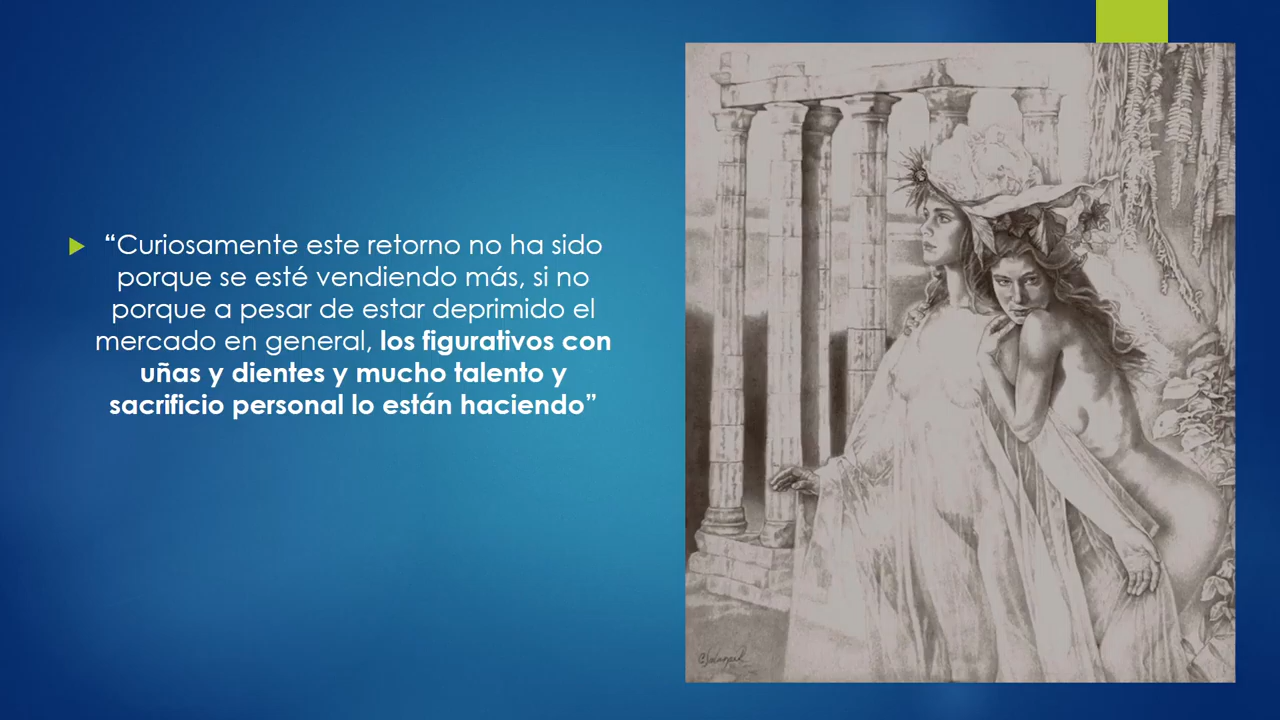 “Curiosamente este retorno no ha sido
porque se esté vendiendo más, si no
porque a pesar de estar deprimido el
mercado en general, los figurativos con
uñas y dientes y mucho talento y
sacrificio personal lo están haciendo”